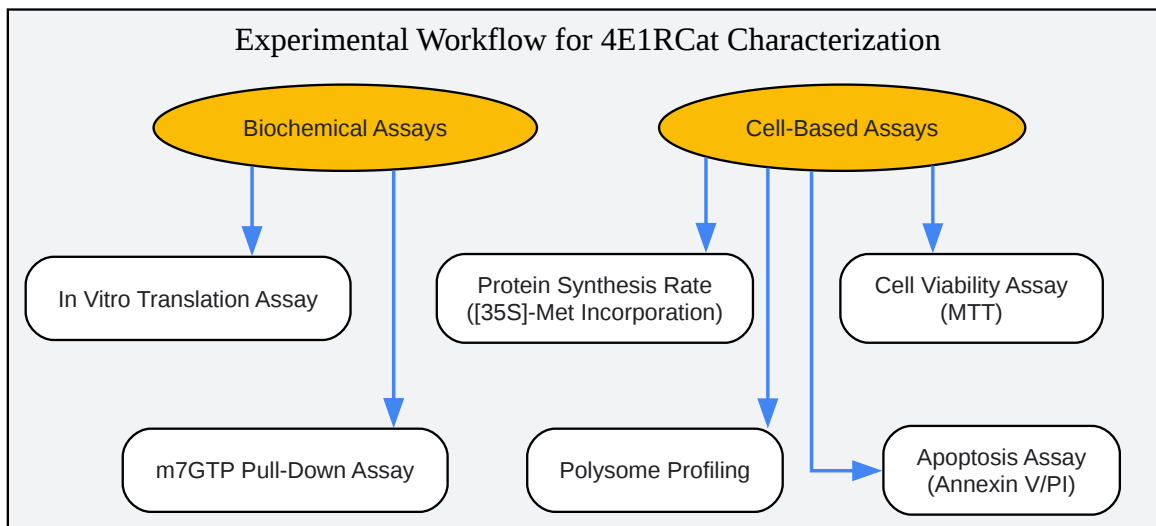 Experimental Workflow for 4E1RCat Characterization
Biochemical Assays
Cell-Based Assays
In Vitro Translation Assay
Protein Synthesis Rate
([35S]-Met Incorporation)
Cell Viability Assay
(MTT)
m7GTP Pull-Down Assay
Polysome Profiling
Apoptosis Assay
(Annexin V/PI)